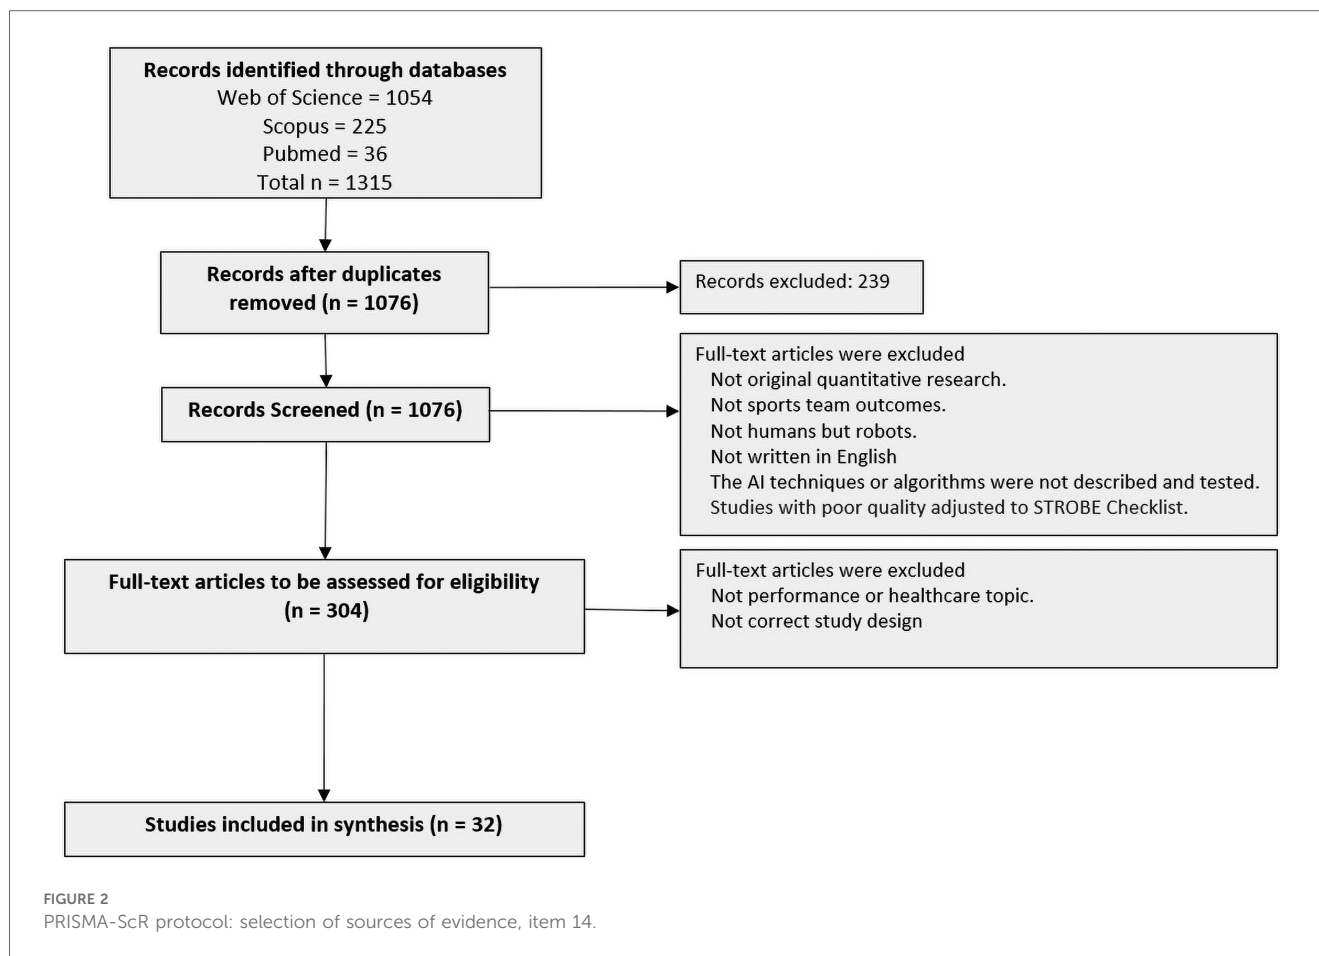 Records identified through databases
Web of Science = 1054
Scopus = 225
Pubmed = 36
Total n = 1315
Records after duplicates
removed (n = 1076)
Records excluded: 239
Records Screened (n = 1076)
Full-text articles were excluded
Not original quantitative research.
Not sports team outcomes.
Not humans but robots.
Not written in English
The AI techniques or algorithms were not described and tested.
Studies with poor quality adjusted to STROBE Checklist.
Full-text articles to be assessed for eligibility
(n = 304)
Full-text articles were excluded
Not performance or healthcare topic.
Not correct study design
Studies included in synthesis (n = 32)
FIGURE 2
PRISMA-ScR protocol: selection of sources of evidence, item 14.